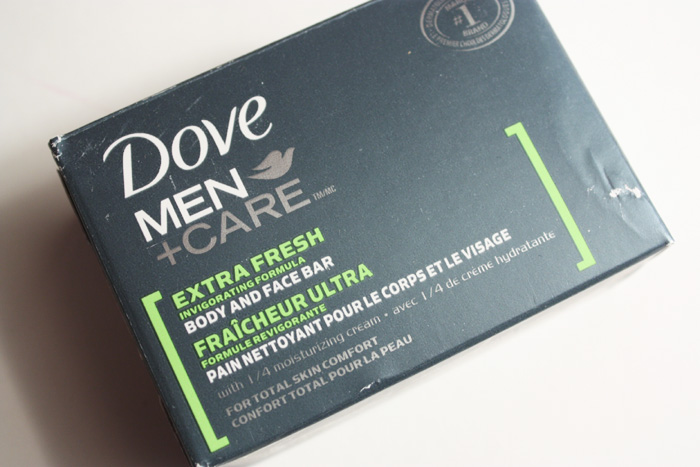 #1
BRAND
Dove
MEN
+CARE TM/MC
EXTRA FRESH
INVIGORATING FORMULA
BODY AND FACE BAR
FRAÎCHEUR ULTRA
FORMULE REVIGORANTE
PAIN NETTOYANT POUR LE CORPS ET LE VISAGE
with 1/4 moisturizing cream • avec 1/4 de crème hydratante
FOR TOTAL SKIN COMFORT
CONFORT TOTAL POUR LA PEAU